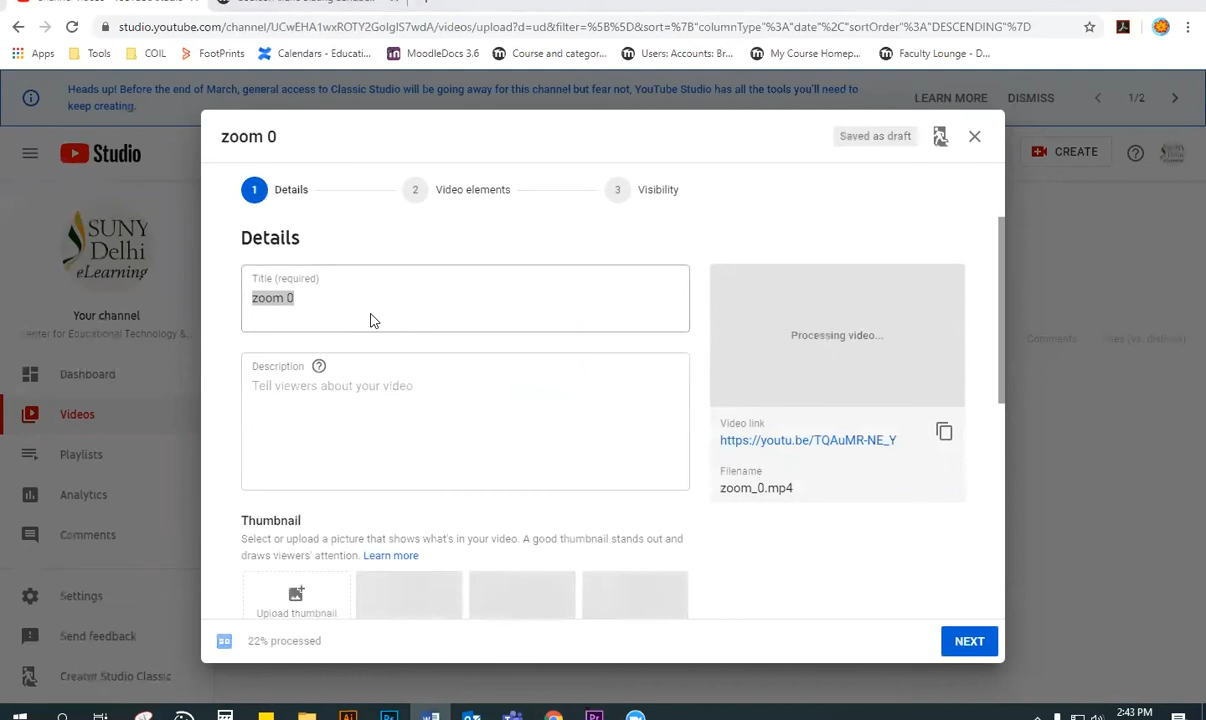 studio.youtube.com/channel/UCwEHA1wxROTY2GolgIS7wdA/videos/upload?d=ud&filter=%5B%5D&sort=%7B"columnType"%3A"date"%2C"sortOrder"%3A"DESCENDING"%7D
Apps Tools COIL FootPrints Calendars - Educati... MoodleDocs 3.6 Course and categor... Users: Accounts: Br... My Course Homep... Faculty Lounge - D...
Heads up! Before the end of March, general access to Classic Studio will be going away for this channel but fear not, YouTube Studio has all the tools you'll need to
keep creating.
LEARN MORE DISMISS 1/2
Studio
CREATE
zoom 0
Saved as draft
1 Details 2 Video elements 3 Visibility
SUNY
Delhi
eLearning
Your channel
Center for Educational Technology &...
Dashboard
Videos
Playlists
Analytics
Comments
Settings
Send feedback
Creator Studio Classic
Details
Title (required)
zoom 0
Description
Tell viewers about your video
Thumbnail
Select or upload a picture that shows what's in your video. A good thumbnail stands out and
draws viewers' attention. Learn more
Upload thumbnail
Processing video...
Video link
https://youtu.be/TQAuMR-NE_Y
Filename
zoom_0.mp4
Comments
Likes (vs. dislikes)
22% processed
NEXT
2:43 PM